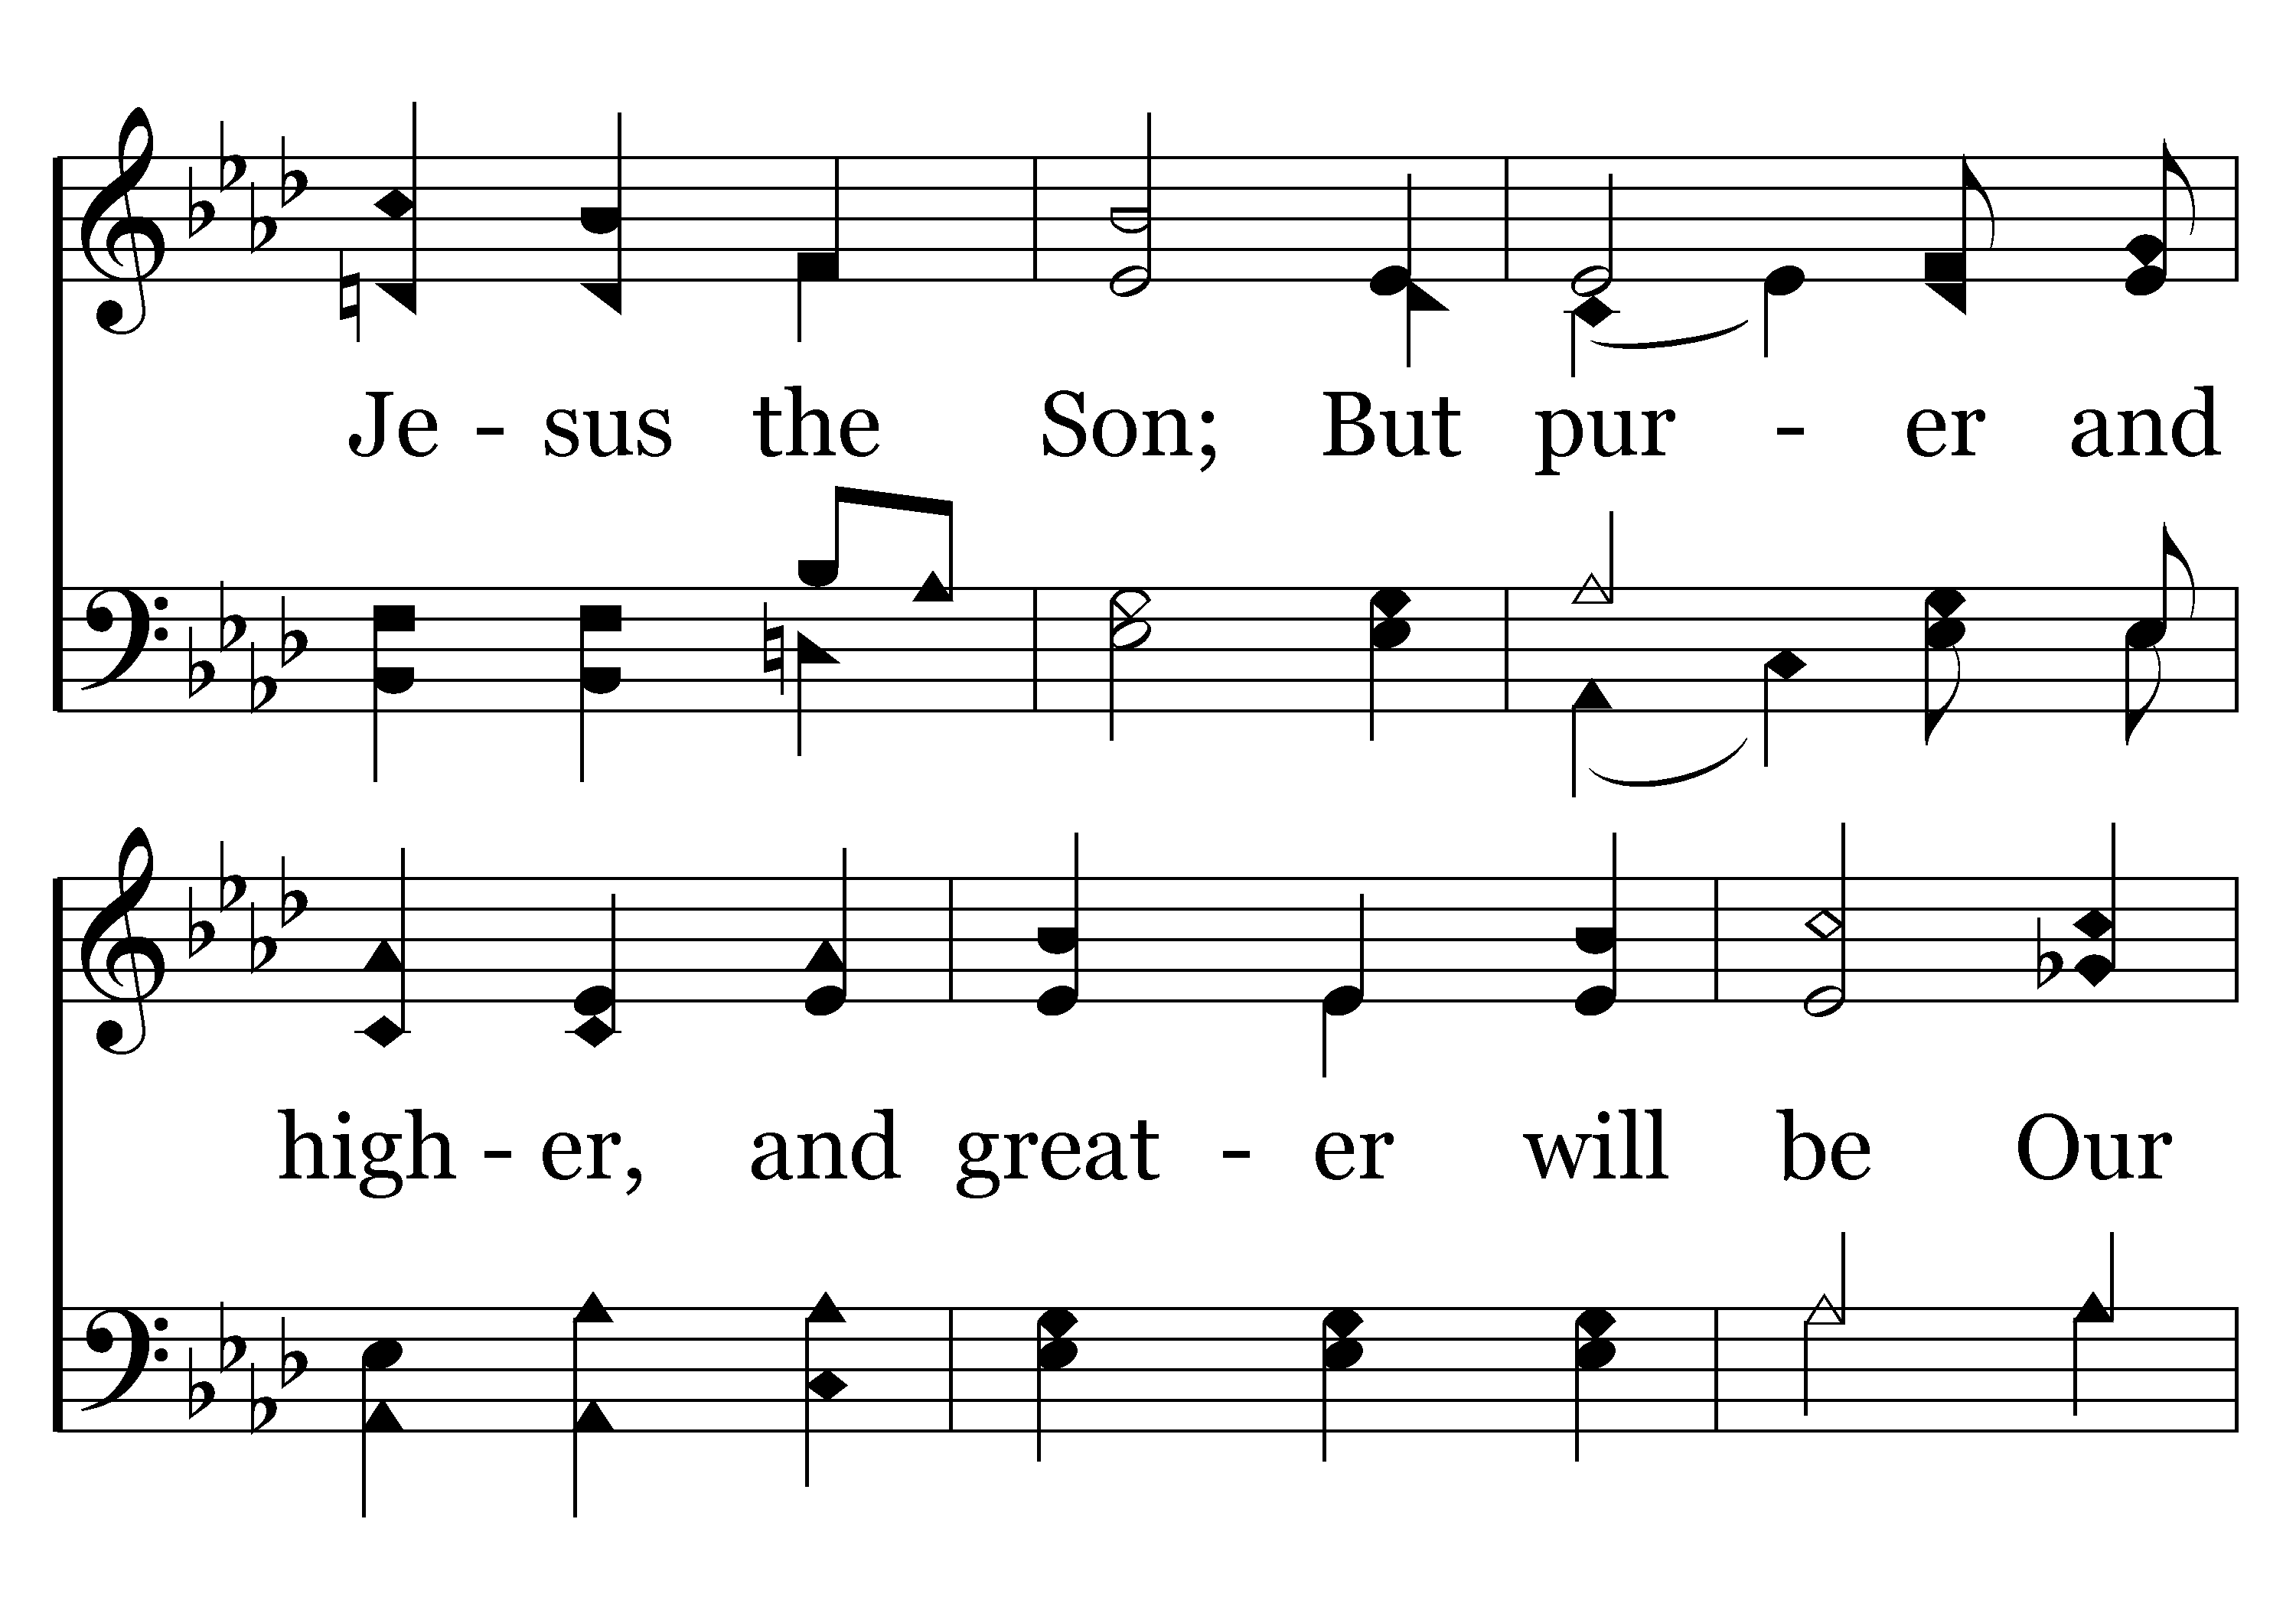 Je - sus the Son; But pur - er and
high - er, and great - er will be Our